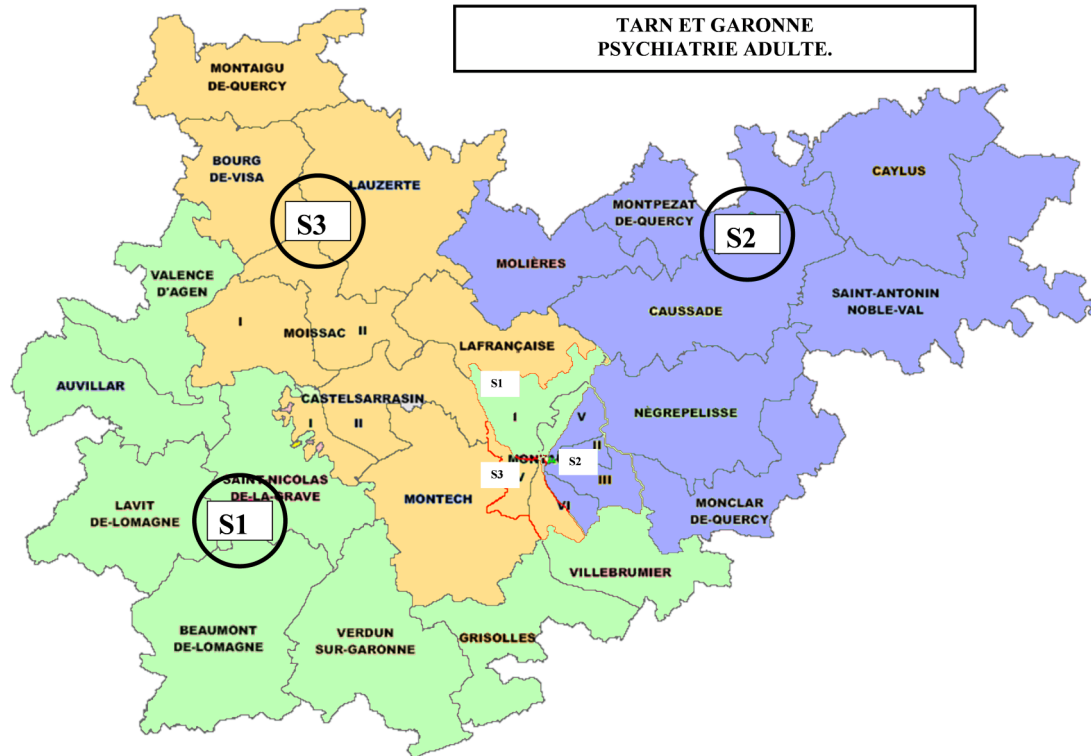 TARN ET GARONNE
PSYCHIATRIE ADULTE.
MONTAIGU
DE-QUERCY
BOURG
DE-VISA
LAUZERTE
S3
MONTPEZAT
DE-QUERCY
CAYLUS
S2
MOLIÈRES
VALENCE
D'AGEN
CAUSSADE
SAINT-ANTONIN
NOBLE-VAL
I
II
MOISSAC
LAFRANÇAISE
AUVILLAR
S1
CASTELSARRASIN
I
II
I
V
NÈGREPELISSE
II
S3
V
S2
III
SAINT-NICOLAS
DE-LA-GRAVE
MONTECH
VI
MONCLAR
DE-QUERCY
LAVIT
DE-LOMAGNE
S1
VILLEBRUMIER
BEAUMONT
DE-LOMAGNE
VERDUN
SUR-GARONNE
GRISOLLES